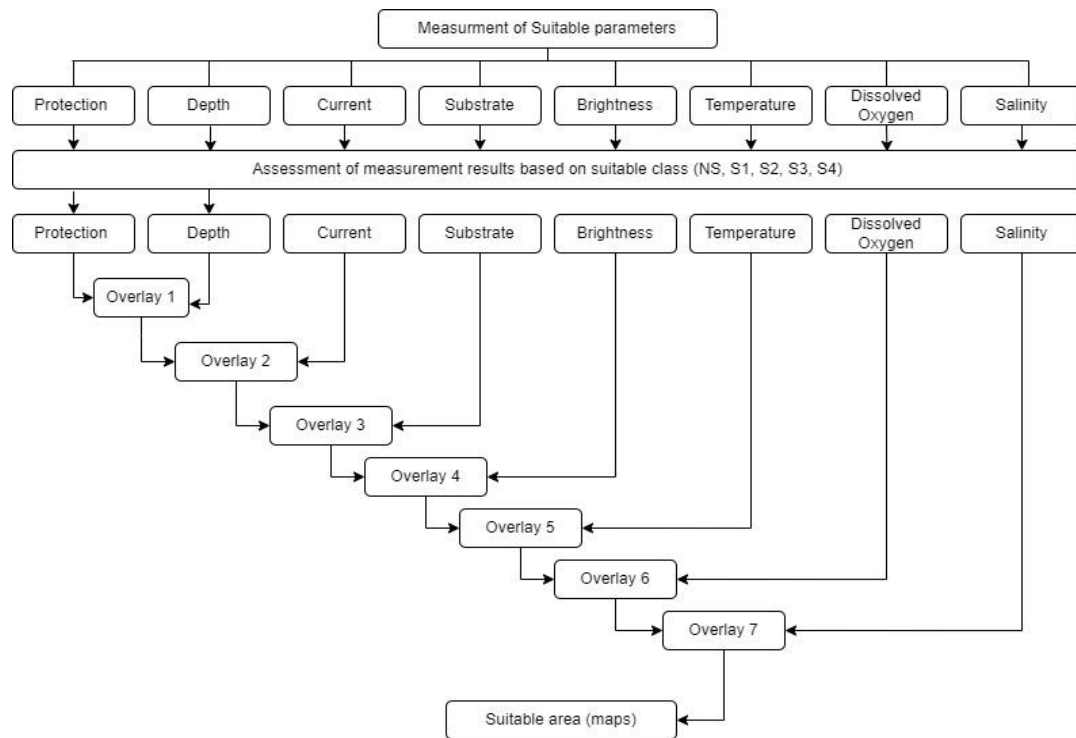 Measurment of Suitable parameters
Protection
Depth
Current
Substrate
Brightness
Temperature
Dissolved
Oxygen
Salinity
Assessment of measurement results based on suitable class (NS, S1, S2, S3, S4)
Protection
Depth
Current
Substrate
Brightness
Temperature
Dissolved
Oxygen
Salinity
Overlay 1
Overlay 2
Overlay 3
Overlay 4
Overlay 5
Overlay 6
Overlay 7
Suitable area (maps)